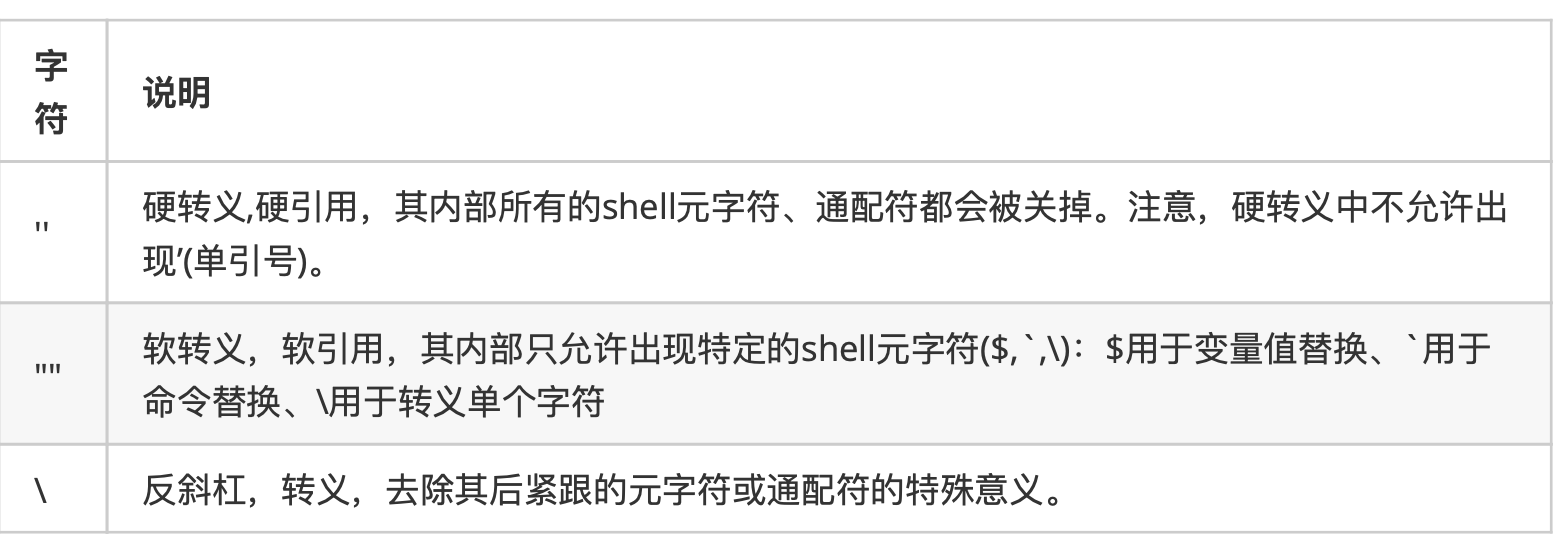 字
符
说明
''
硬转义,硬引用，其内部所有的shell元字符、通配符都会被关掉。注意，硬转义中不允许出
现’(单引号)。
""
软转义，软引用，其内部只允许出现特定的shell元字符($,`,\)：$用于变量值替换、`用于
命令替换、\用于转义单个字符
\
反斜杠，转义，去除其后紧跟的元字符或通配符的特殊意义。